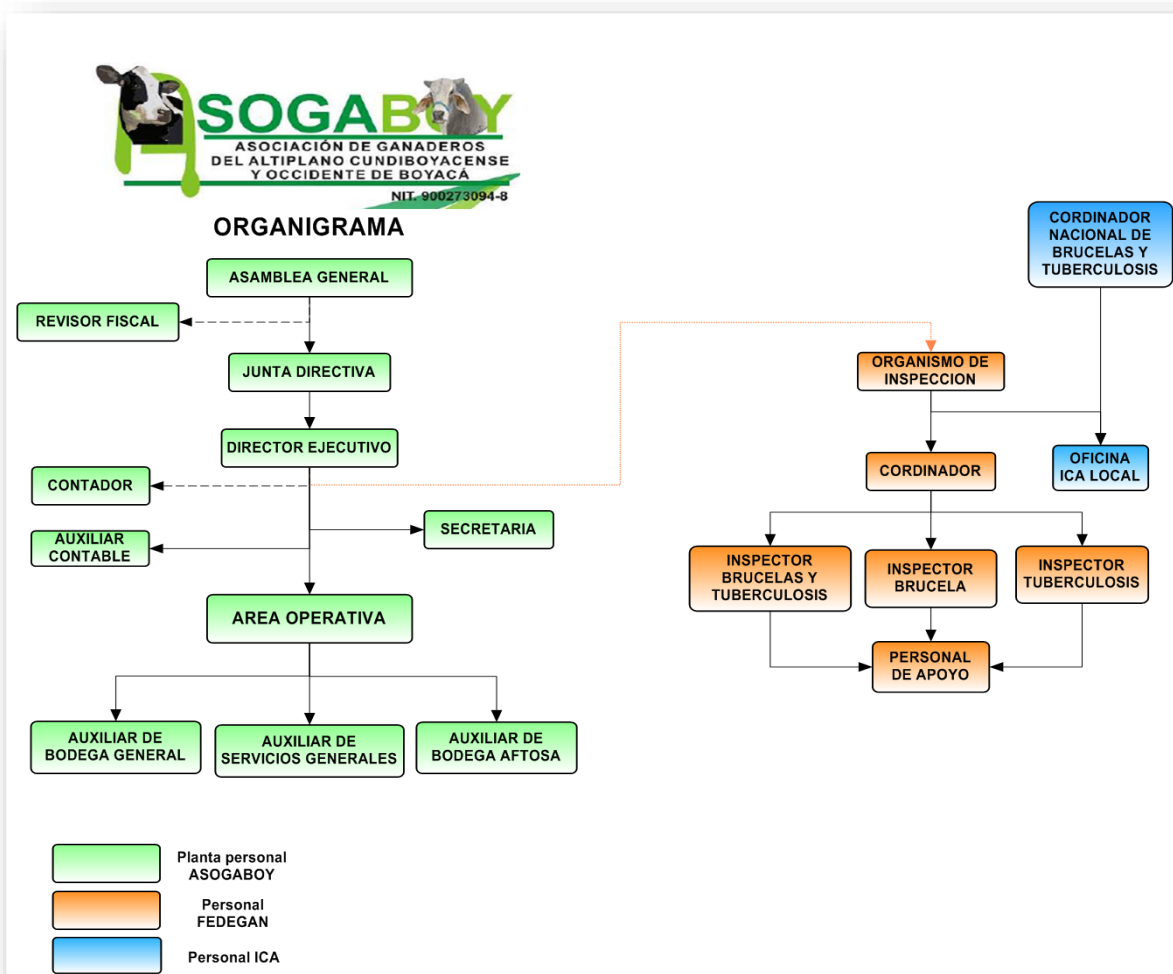 ASOGABOY
ASOCIACIÓN DE GANADEROS
DEL ALTIPLANO CUNDIBOYACENSE
Y OCCIDENTE DE BOYACÁ
NIT. 900273094-8
ORGANIGRAMA
ASAMBLEA GENERAL
REVISOR FISCAL
JUNTA DIRECTIVA
DIRECTOR EJECUTIVO
CONTADOR
SECRETARIA
AUXILIAR
CONTABLE
AREA OPERATIVA
AUXILIAR DE
BODEGA GENERAL
AUXILIAR DE
SERVICIOS GENERALES
AUXILIAR DE
BODEGA AFTOSA
CORDINADOR
NACIONAL DE
BRUCELAS Y
TUBERCULOSIS
ORGANISMO DE
INSPECCION
CORDINADOR
OFICINA
ICA LOCAL
INSPECTOR
BRUCELAS Y
TUBERCULOSIS
INSPECTOR
BRUCELA
INSPECTOR
TUBERCULOSIS
PERSONAL
DE APOYO
Planta personal
ASOGABOY
Personal
FEDEGAN
Personal ICA